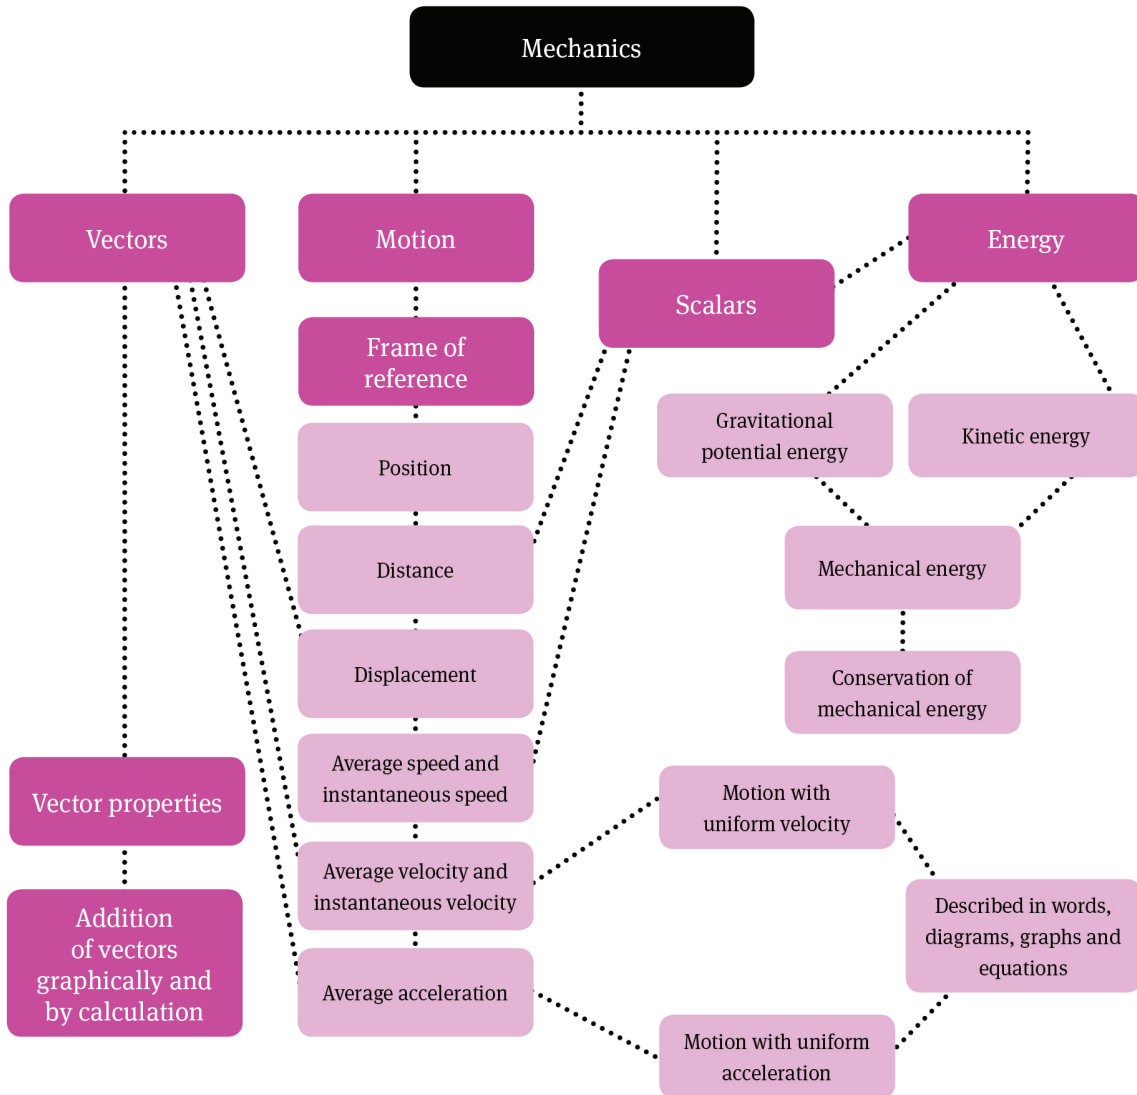 Mechanics
Vectors
Motion
Energy
Scalars
Frame of
reference
Position
Gravitational
potential energy
Kinetic energy
Distance
Mechanical energy
Displacement
Conservation of
mechanical energy
Average speed and
instantaneous speed
Vector properties
Motion with
uniform velocity
Average velocity and
instantaneous velocity
Addition
of vectors
graphically and
by calculation
Described in words,
diagrams, graphs and
equations
Average acceleration
Motion with uniform
acceleration